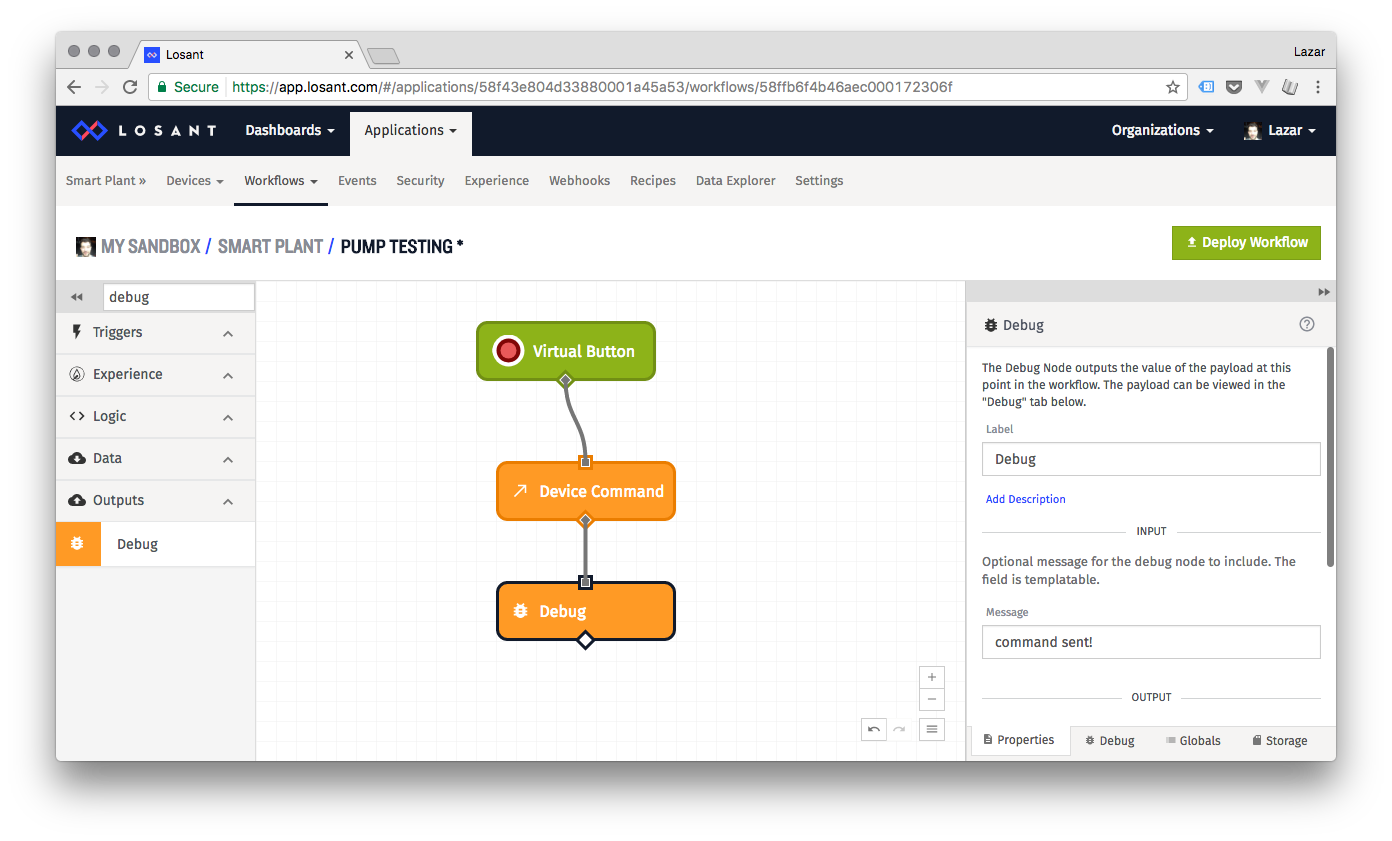 Losant
Lazar
Secure https://app.losant.com/#/applications/58f43e804d33880001a45a53/workflows/58ffb6f4b46aec000172306f
LOSANT Dashboards Applications Organizations Lazar
Smart Plant » Devices Workflows Events Security Experience Webhooks Recipes Data Explorer Settings
MY SANDBOX / SMART PLANT / PUMP TESTING *
Deploy Workflow
debug
Triggers
Experience
Logic
Data
Outputs
Debug
Virtual Button
Device Command
Debug
Debug
The Debug Node outputs the value of the payload at this
point in the workflow. The payload can be viewed in the
"Debug" tab below.
Label
Debug
Add Description
INPUT
Optional message for the debug node to include. The
field is templatable.
Message
command sent!
OUTPUT
Properties Debug Globals Storage